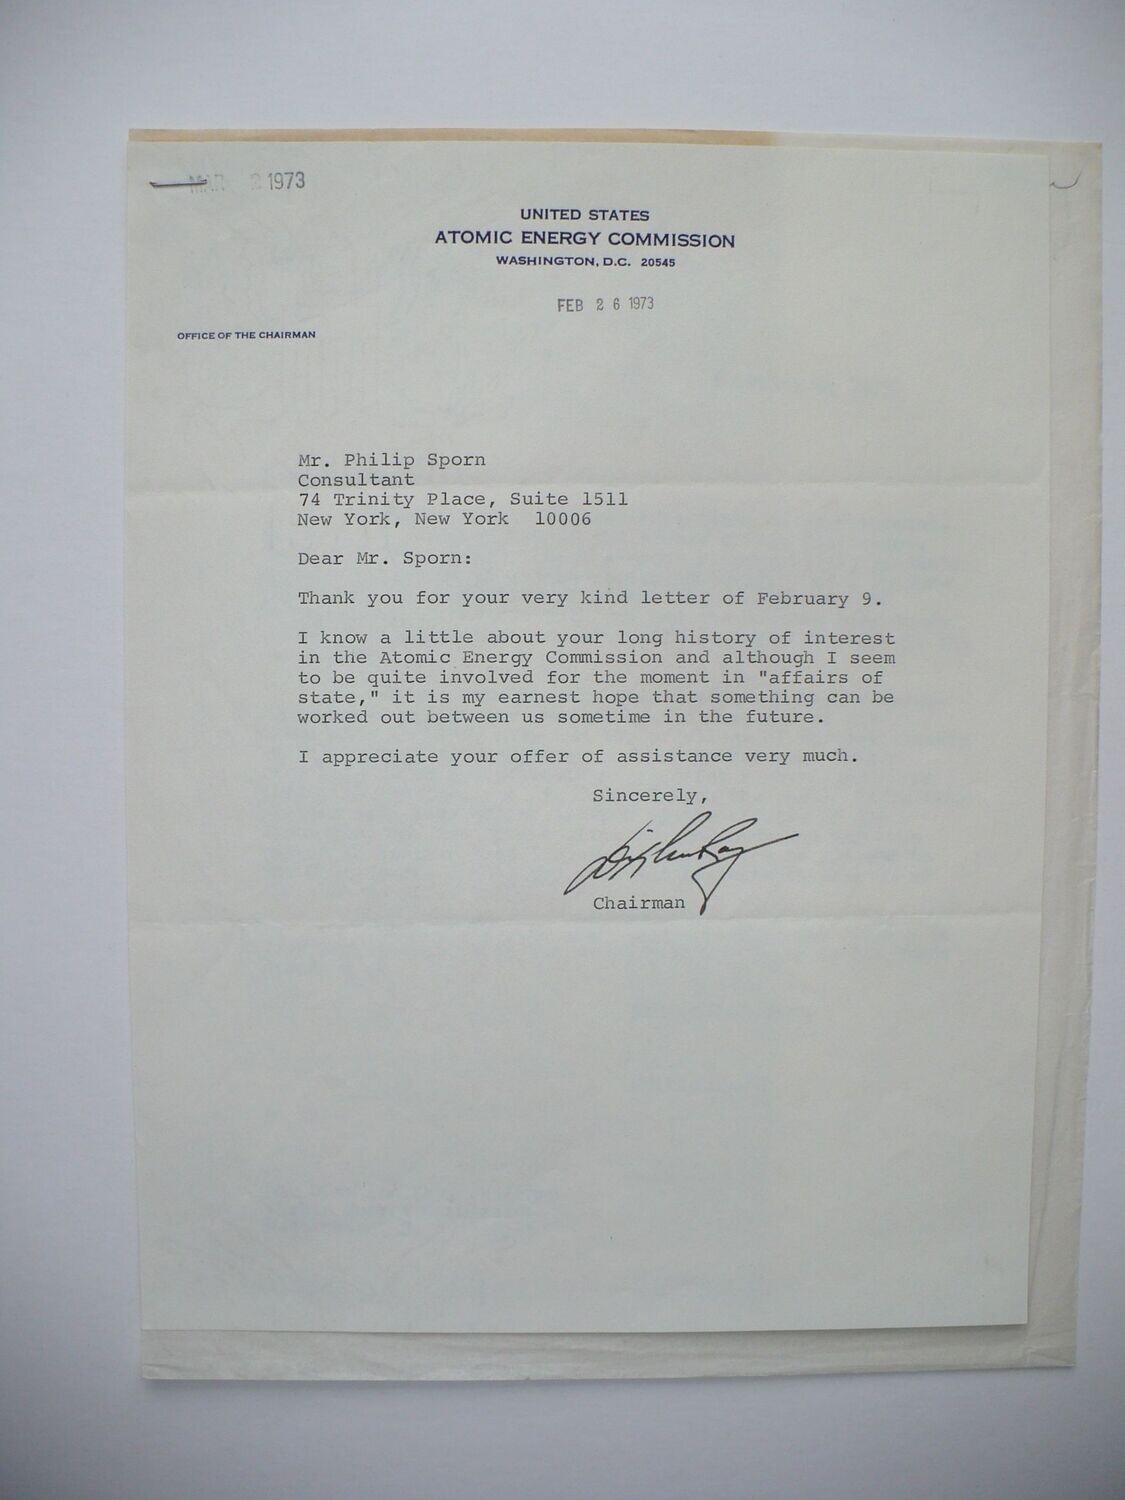 MAR 2 1973
UNITED STATES
ATOMIC ENERGY COMMISSION
WASHINGTON, D.C. 20545
FEB 26 1973
OFFICE OF THE CHAIRMAN
Mr. Philip Sporn
Consultant
74 Trinity Place, Suite 1511
New York, New York 10006
Dear Mr. Sporn:
Thank you for your very kind letter of February 9.
I know a little about your long history of interest
in the Atomic Energy Commission and although I seem
to be quite involved for the moment in "affairs of
state," it is my earnest hope that something can be
worked out between us sometime in the future.
I appreciate your offer of assistance very much.
Sincerely,
Dixy Lee Ray
Chairman